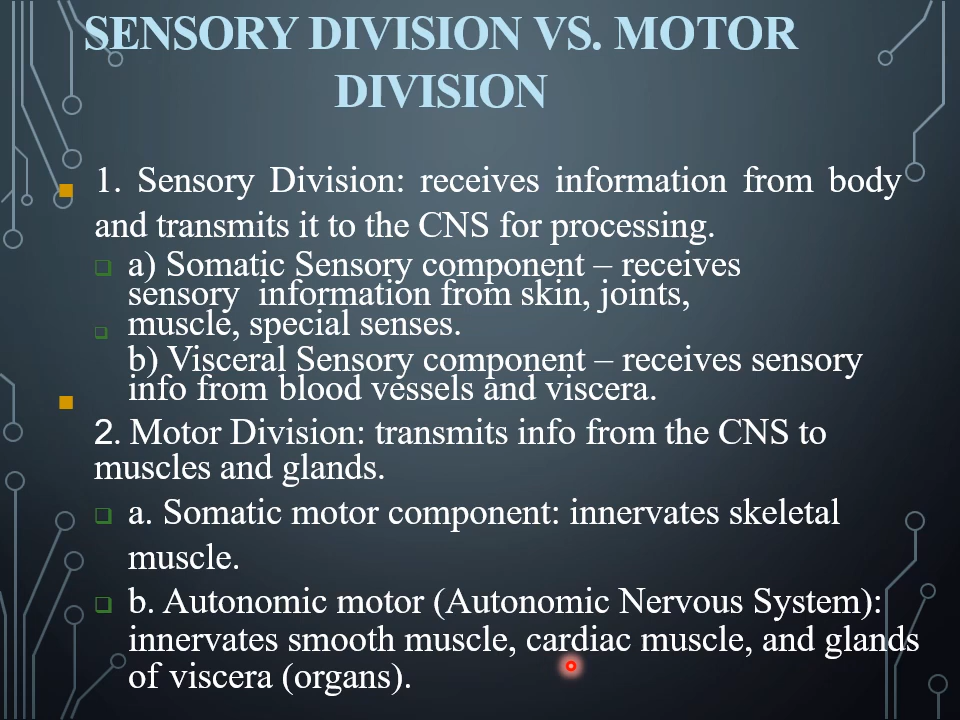 SENSORY DIVISION VS. MOTOR
DIVISION
1. Sensory Division: receives information from body
and transmits it to the CNS for processing.
a) Somatic Sensory component – receives
sensory information from skin, joints,
muscle, special senses.
b) Visceral Sensory component – receives sensory
info from blood vessels and viscera.
2. Motor Division: transmits info from the CNS to
muscles and glands.
a. Somatic motor component: innervates skeletal
muscle.
b. Autonomic motor (Autonomic Nervous System):
innervates smooth muscle, cardiac muscle, and glands
of viscera (organs).